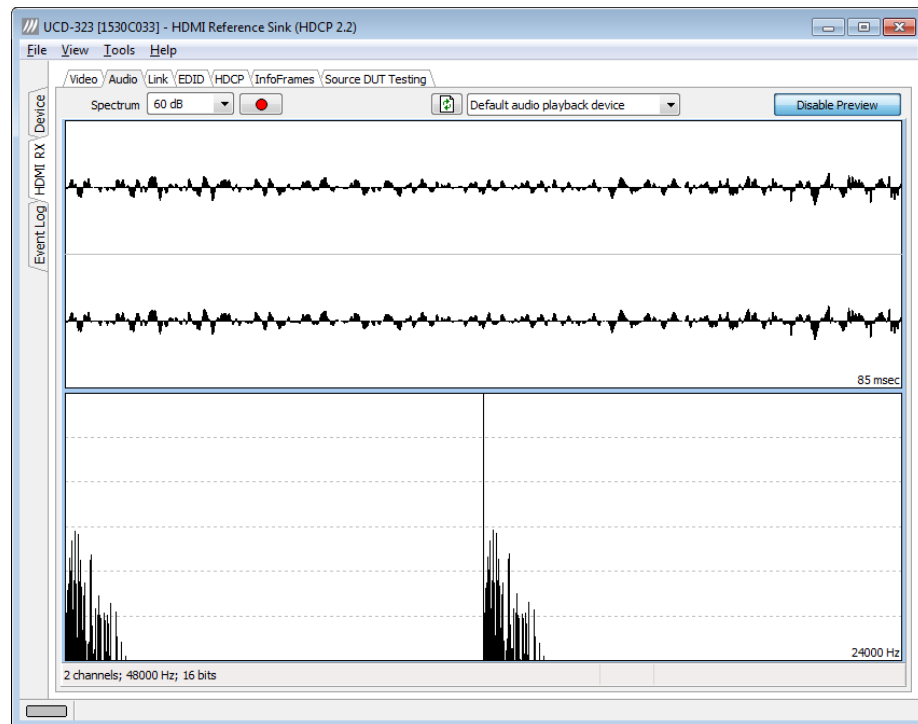 UCD-323 [1530C033] - HDMI Reference Sink (HDCP 2.2)
File View Tools Help
Video Audio Link EDID HDCP InfoFrames Source DUT Testing
Device
HDMI RX
Event Log
Spectrum 60 dB Default audio playback device Disable Preview
85 msec
24000 Hz
2 channels; 48000 Hz; 16 bits